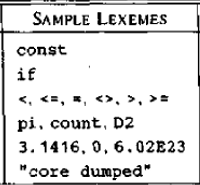 SAMPLE LEXEMES
const
if
<, <=, =, <>, >, >=
pi, count, D2
3.1416, 0, 6.02E23
"core dumped"